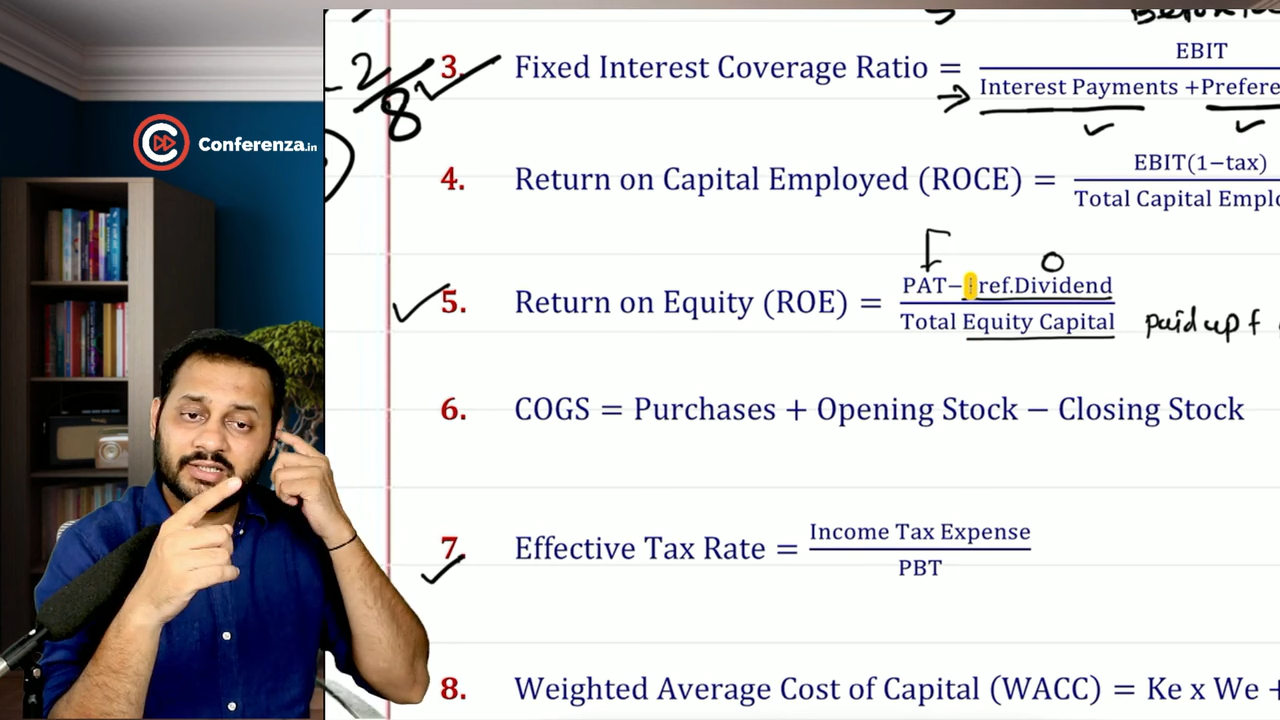 Before
2
8
Conferenza.in
3. Fixed Interest Coverage Ratio = EBIT
Interest Payments +Prefere
4. Return on Capital Employed (ROCE) = EBIT(1−tax)
Total Capital Emplo
5. Return on Equity (ROE) = PAT−Pref.Dividend
Total Equity Capital
paid up f
6. COGS = Purchases + Opening Stock − Closing Stock
7. Effective Tax Rate = Income Tax Expense
PBT
8. Weighted Average Cost of Capital (WACC) = Ke x We +